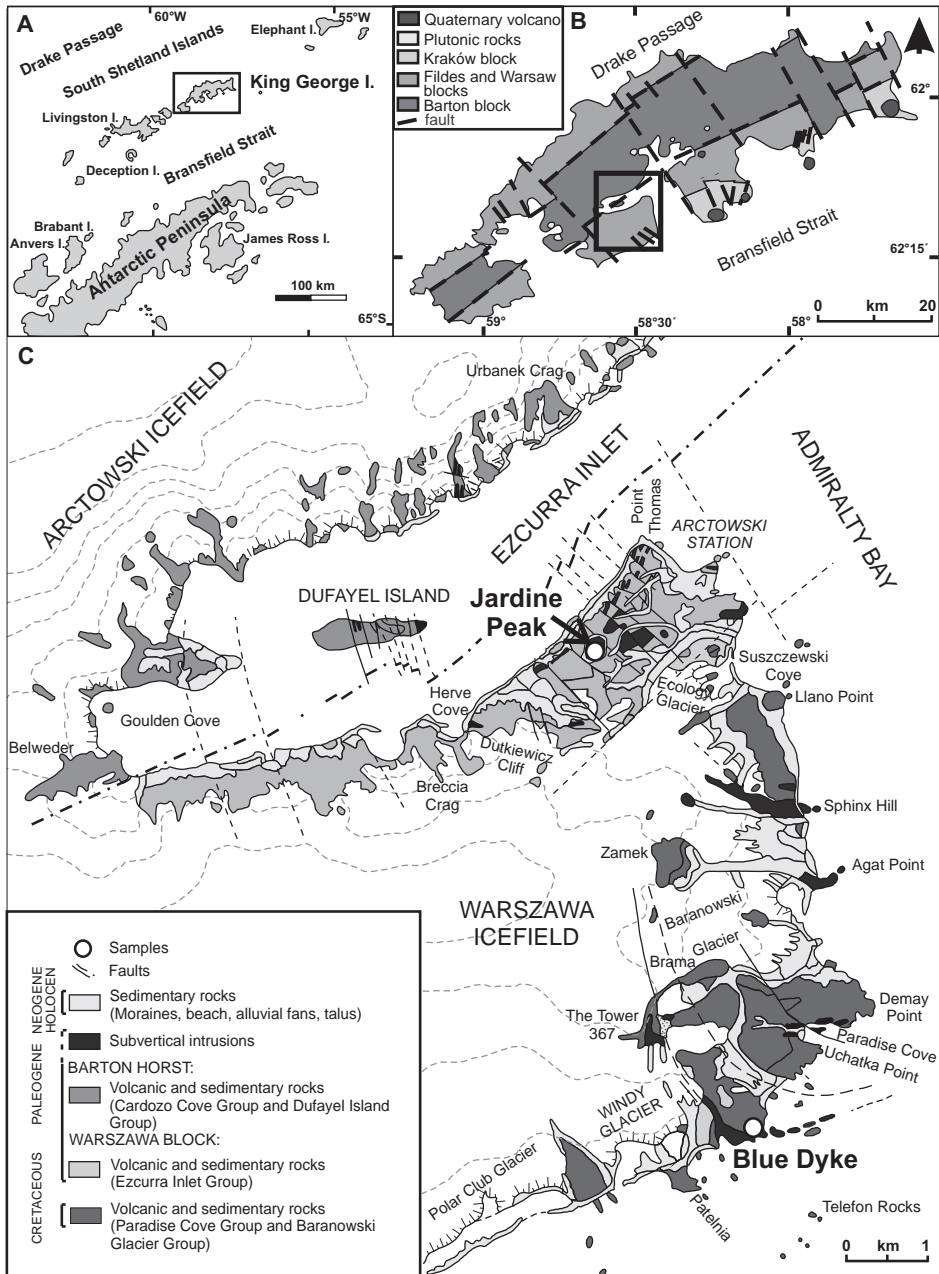 A
60°W
55°W
Elephant I.
Drake Passage
South Shetland Islands
King George I.
Livingston I.
Deception I.
Bransfield Strait
Brabant I.
Anvers I.
Antarctic Peninsula
James Ross I.
100 km
65°S
B
Quaternary volcano
Plutonic rocks
Kraków block
Fildes and Warsaw
blocks
Barton block
fault
Drake Passage
62°
Bransfield Strait
62°15´
0 km 20
59°
58°30´
58°
C
Urbanek Crag
ARCTOWSKI ICEFIELD
EZCURRA INLET
ADMIRALTY BAY
Point
Thomas
ARCTOWSKI
STATION
DUFAYEL ISLAND
Jardine
Peak
Suszczewski
Cove
Ecology
Glacier
Llano Point
Herve
Cove
Goulden Cove
Belweder
Dutkiewicz
Cliff
Breccia
Crag
Sphinx Hill
Zamek
Agat Point
WARSZAWA
ICEFIELD
Baranowski
Glacier
Brama
The Tower
367
Demay
Point
Paradise Cove
Uchatka Point
WINDY
GLACIER
Blue Dyke
Polar Club Glacier
Patelnia
Telefon Rocks
0 km 1
Samples
Faults
NEOGENE
HOLOCEN
Sedimentary rocks
(Moraines, beach, alluvial fans, talus)
Subvertical intrusions
PALEOGENE
BARTON HORST:
Volcanic and sedimentary rocks
(Cardozo Cove Group and Dufayel Island
Group)
WARSZAWA BLOCK:
Volcanic and sedimentary rocks
(Ezcurra Inlet Group)
CRETACEOUS
Volcanic and sedimentary rocks
(Paradise Cove Group and Baranowski
Glacier Group)